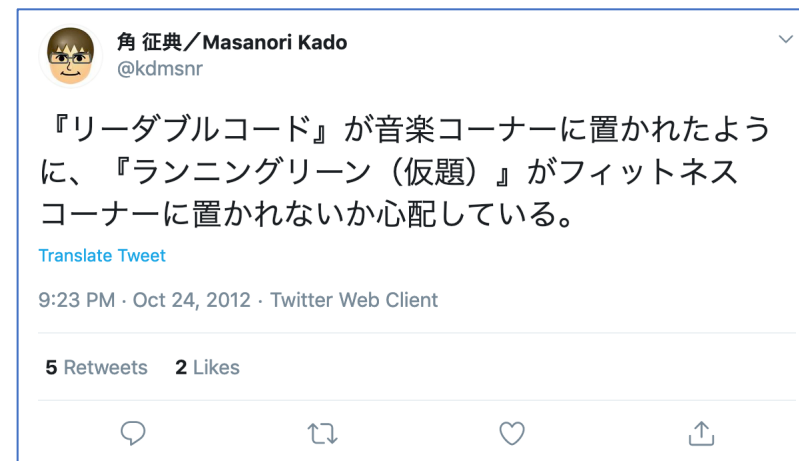 角 征典／Masanori Kado
@kdmsnr
『リーダブルコード』が音楽コーナーに置かれたよう
に、『ランニングリーン（仮題）』がフィットネス
コーナーに置かれないか心配している。
Translate Tweet
9:23 PM · Oct 24, 2012 · Twitter Web Client
5 Retweets 2 Likes